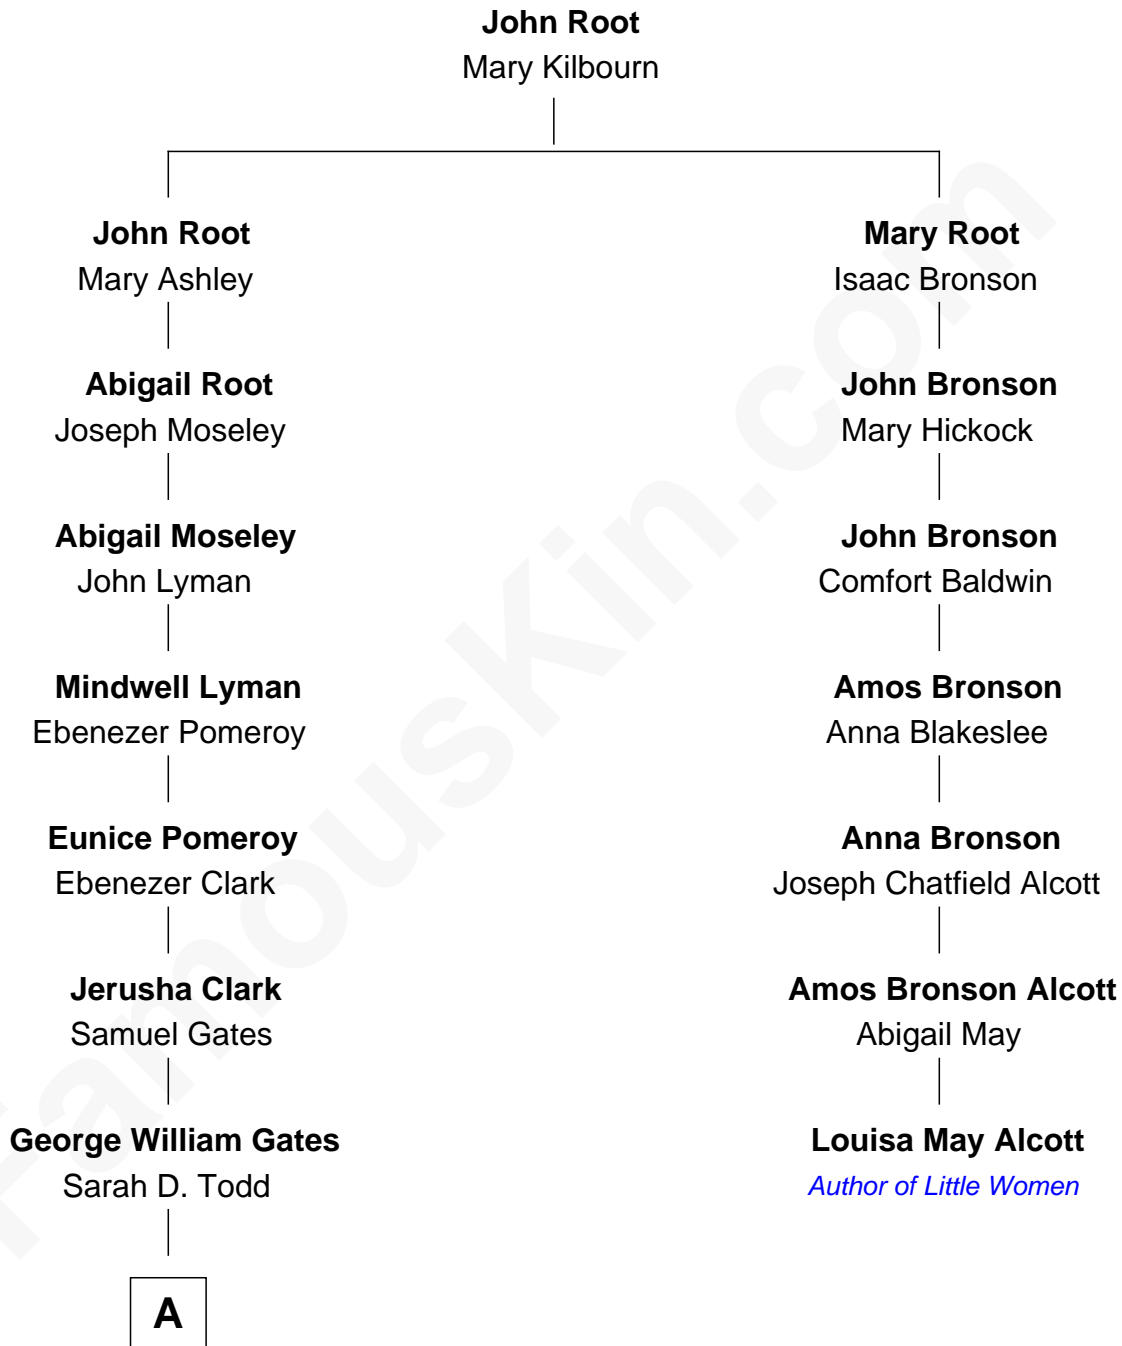 John Root
Mary Kilbourn
John Root
Mary Ashley
Mary Root
Isaac Bronson
Abigail Root
Joseph Moseley
John Bronson
Mary Hickock
Abigail Moseley
John Lyman
John Bronson
Comfort Baldwin
Mindwell Lyman
Ebenezer Pomeroy
Amos Bronson
Anna Blakeslee
Eunice Pomeroy
Ebenezer Clark
Anna Bronson
Joseph Chatfield Alcott
Jerusha Clark
Samuel Gates
Amos Bronson Alcott
Abigail May
George William Gates
Sarah D. Todd
Louisa May Alcott
Author of Little Women
A
FamousKin.com